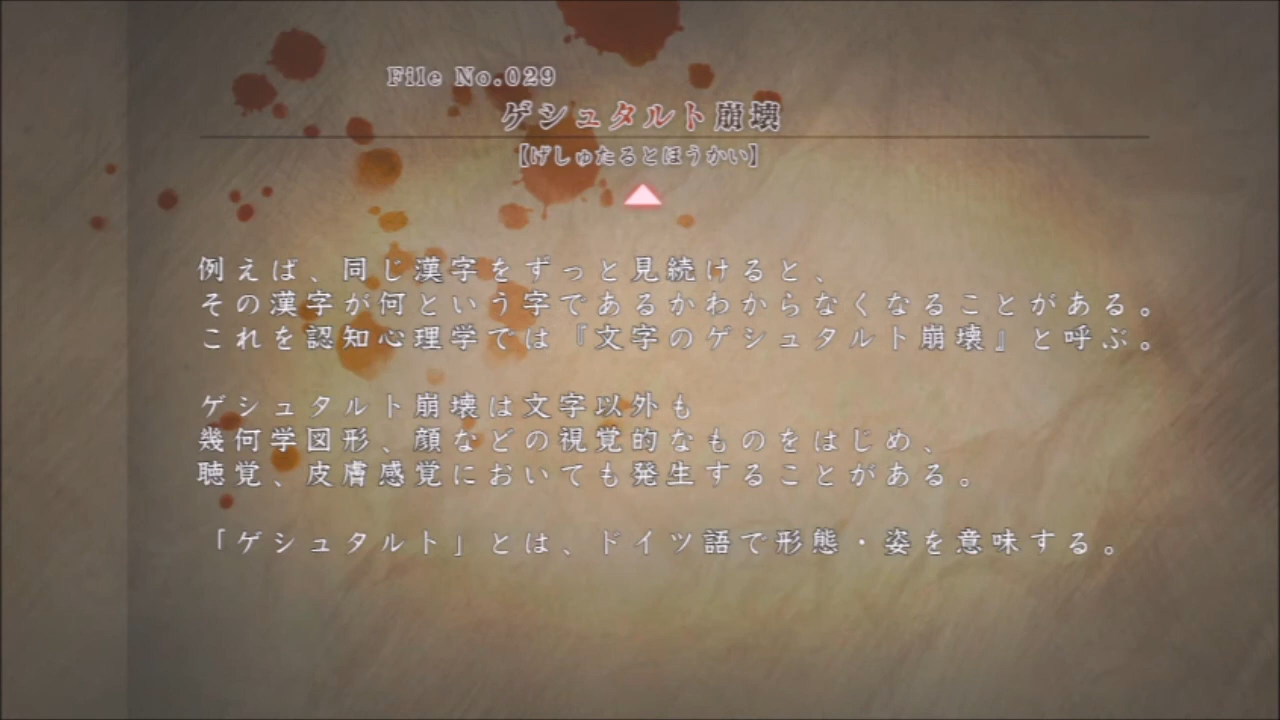 File No.029
ゲシュタルト崩壊
【げしゅたるとほうかい】
例えば、同じ漢字をずっと見続けると、
その漢字が何という字であるかわからなくなることがある。
これを認知心理学では『文字のゲシュタルト崩壊』と呼ぶ。
ゲシュタルト崩壊は文字以外も
幾何学図形、顔などの視覚的なものをはじめ、
聴覚、皮膚感覚においても発生することがある。
「ゲシュタルト」とは、ドイツ語で形態・姿を意味する。